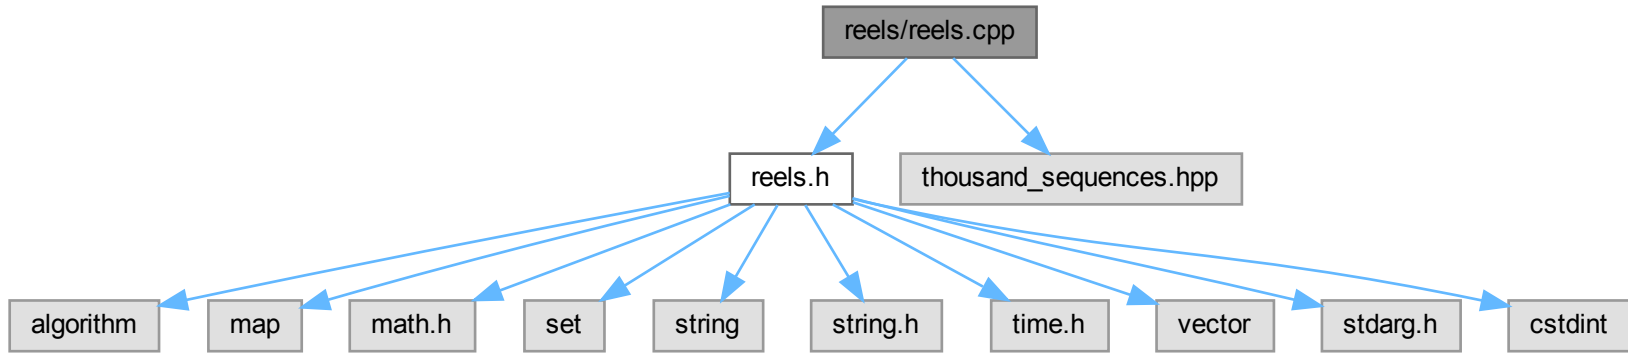 reels/reels.cpp
reels.h
thousand_sequences.hpp
algorithm
map
math.h
set
string
string.h
time.h
vector
stdarg.h
cstdint